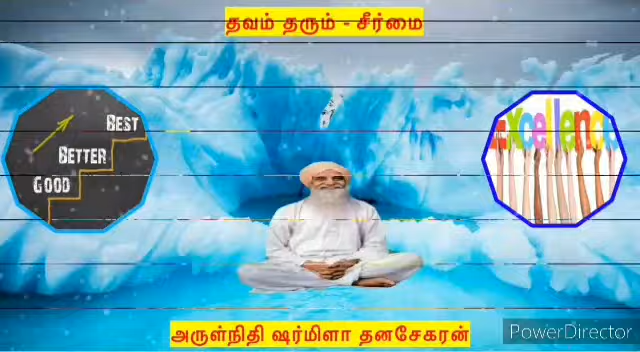 தவம் தரும் - சீர்மை
BEST
BETTER
GOOD
Excellence
அருள்நிதி ஷர்மிளா தனசேகரன்
PowerDirector